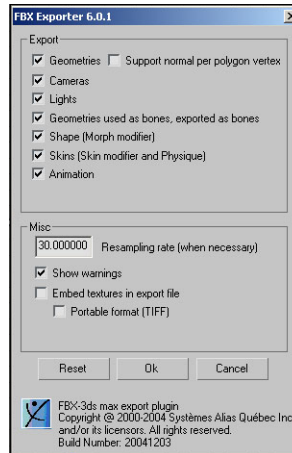 FBX Exporter 6.0.1
Export
Geometries Support normal per polygon vertex
Cameras
Lights
Geometries used as bones, exported as bones
Shape (Morph modifier)
Skins (Skin modifier and Physique)
Animation
Misc
30.000000 Resampling rate (when necessary)
Show warnings
Embed textures in export file
Portable format (TIFF)
Reset Ok Cancel
FBX-3ds max export plugin
Copyright @ 2000-2004 Systèmes Alias Québec Inc
and/or its licensors. All rights reserved.
Build Number: 20041203